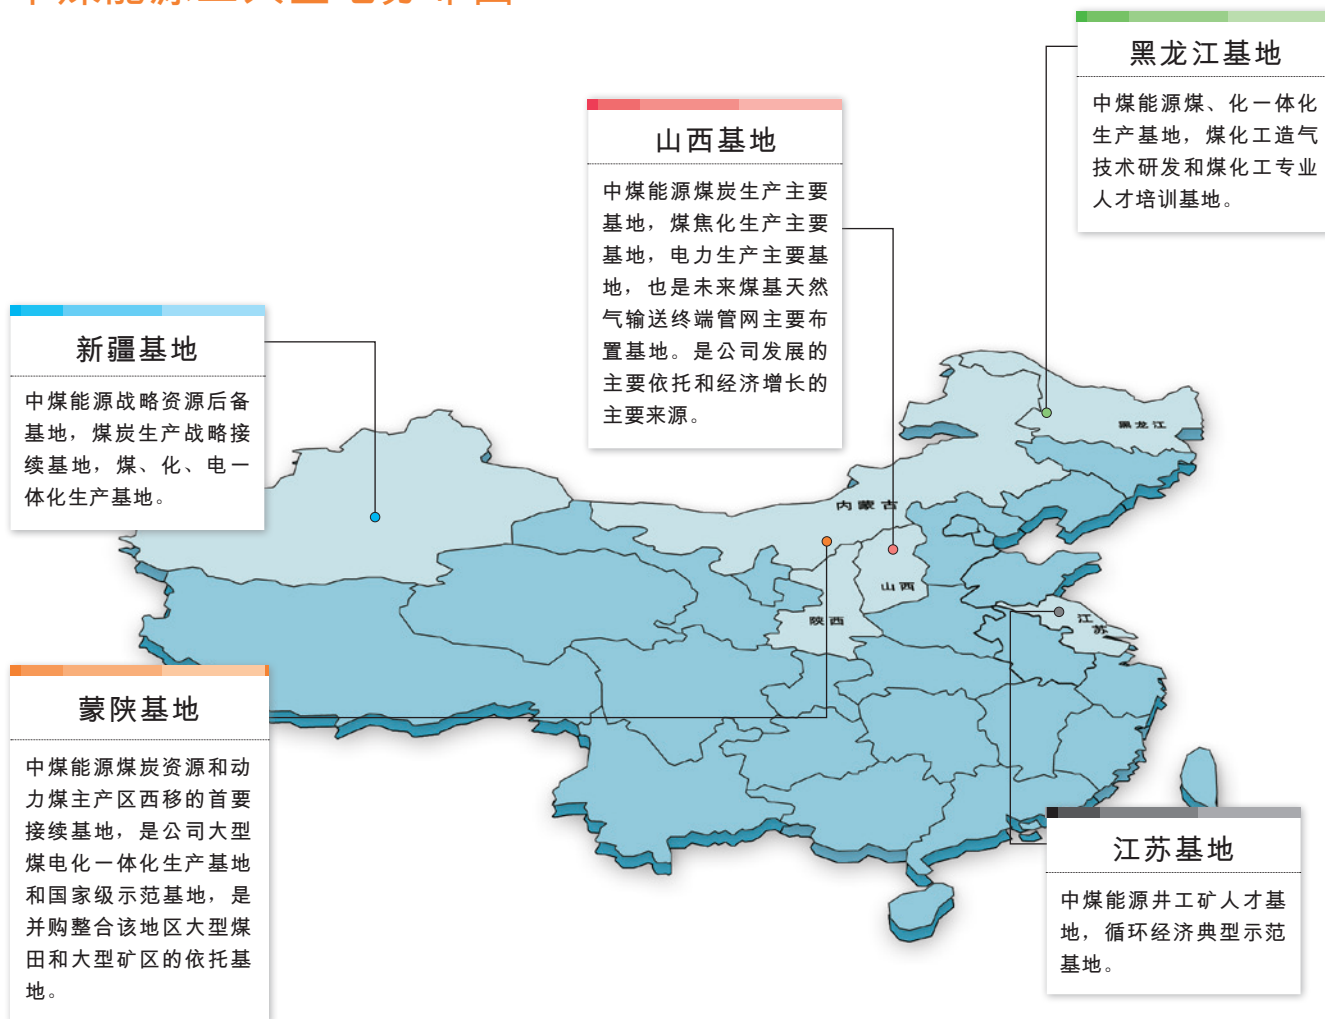 中煤能源五大基地分布图
黑龙江基地
中煤能源煤、化一体化
生产基地，煤化工造气
技术研发和煤化工专业
人才培训基地。
山西基地
中煤能源煤炭生产主要
基地，煤焦化生产主要
基地，电力生产主要基
地，也是未来煤基天然
气输送终端管网主要布
置基地。是公司发展的
主要依托和经济增长的
主要来源。
新疆基地
中煤能源战略资源后备
基地，煤炭生产战略接
续基地，煤、化、电一
体化生产基地。
黑龙江
内蒙古
山西
陕西
江苏
蒙陕基地
中煤能源煤炭资源和动
力煤主产区西移的首要
接续基地，是公司大型
煤电化一体化生产基地
和国家级示范基地，是
并购整合该地区大型煤
田和大型矿区的依托基
地。
江苏基地
中煤能源井工矿人才基
地，循环经济典型示范
基地。